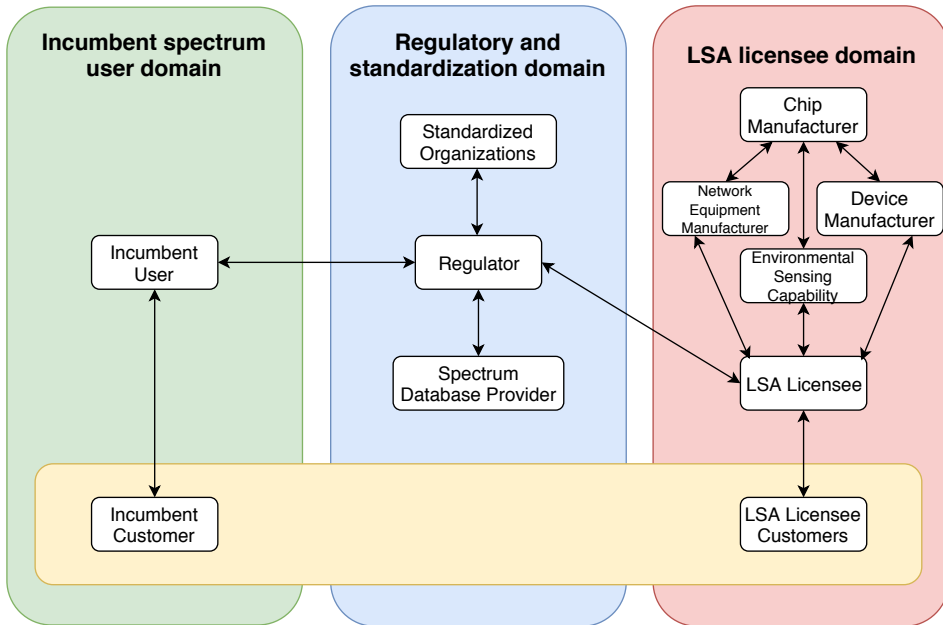 Incumbent spectrum
user domain
Regulatory and
standardization domain
LSA licensee domain
Standardized
Organizations
Chip
Manufacturer
Network
Equipment
Manufacturer
Device
Manufacturer
Incumbent
User
Regulator
Environmental
Sensing
Capability
Spectrum
Database Provider
LSA Licensee
Incumbent
Customer
LSA Licensee
Customers